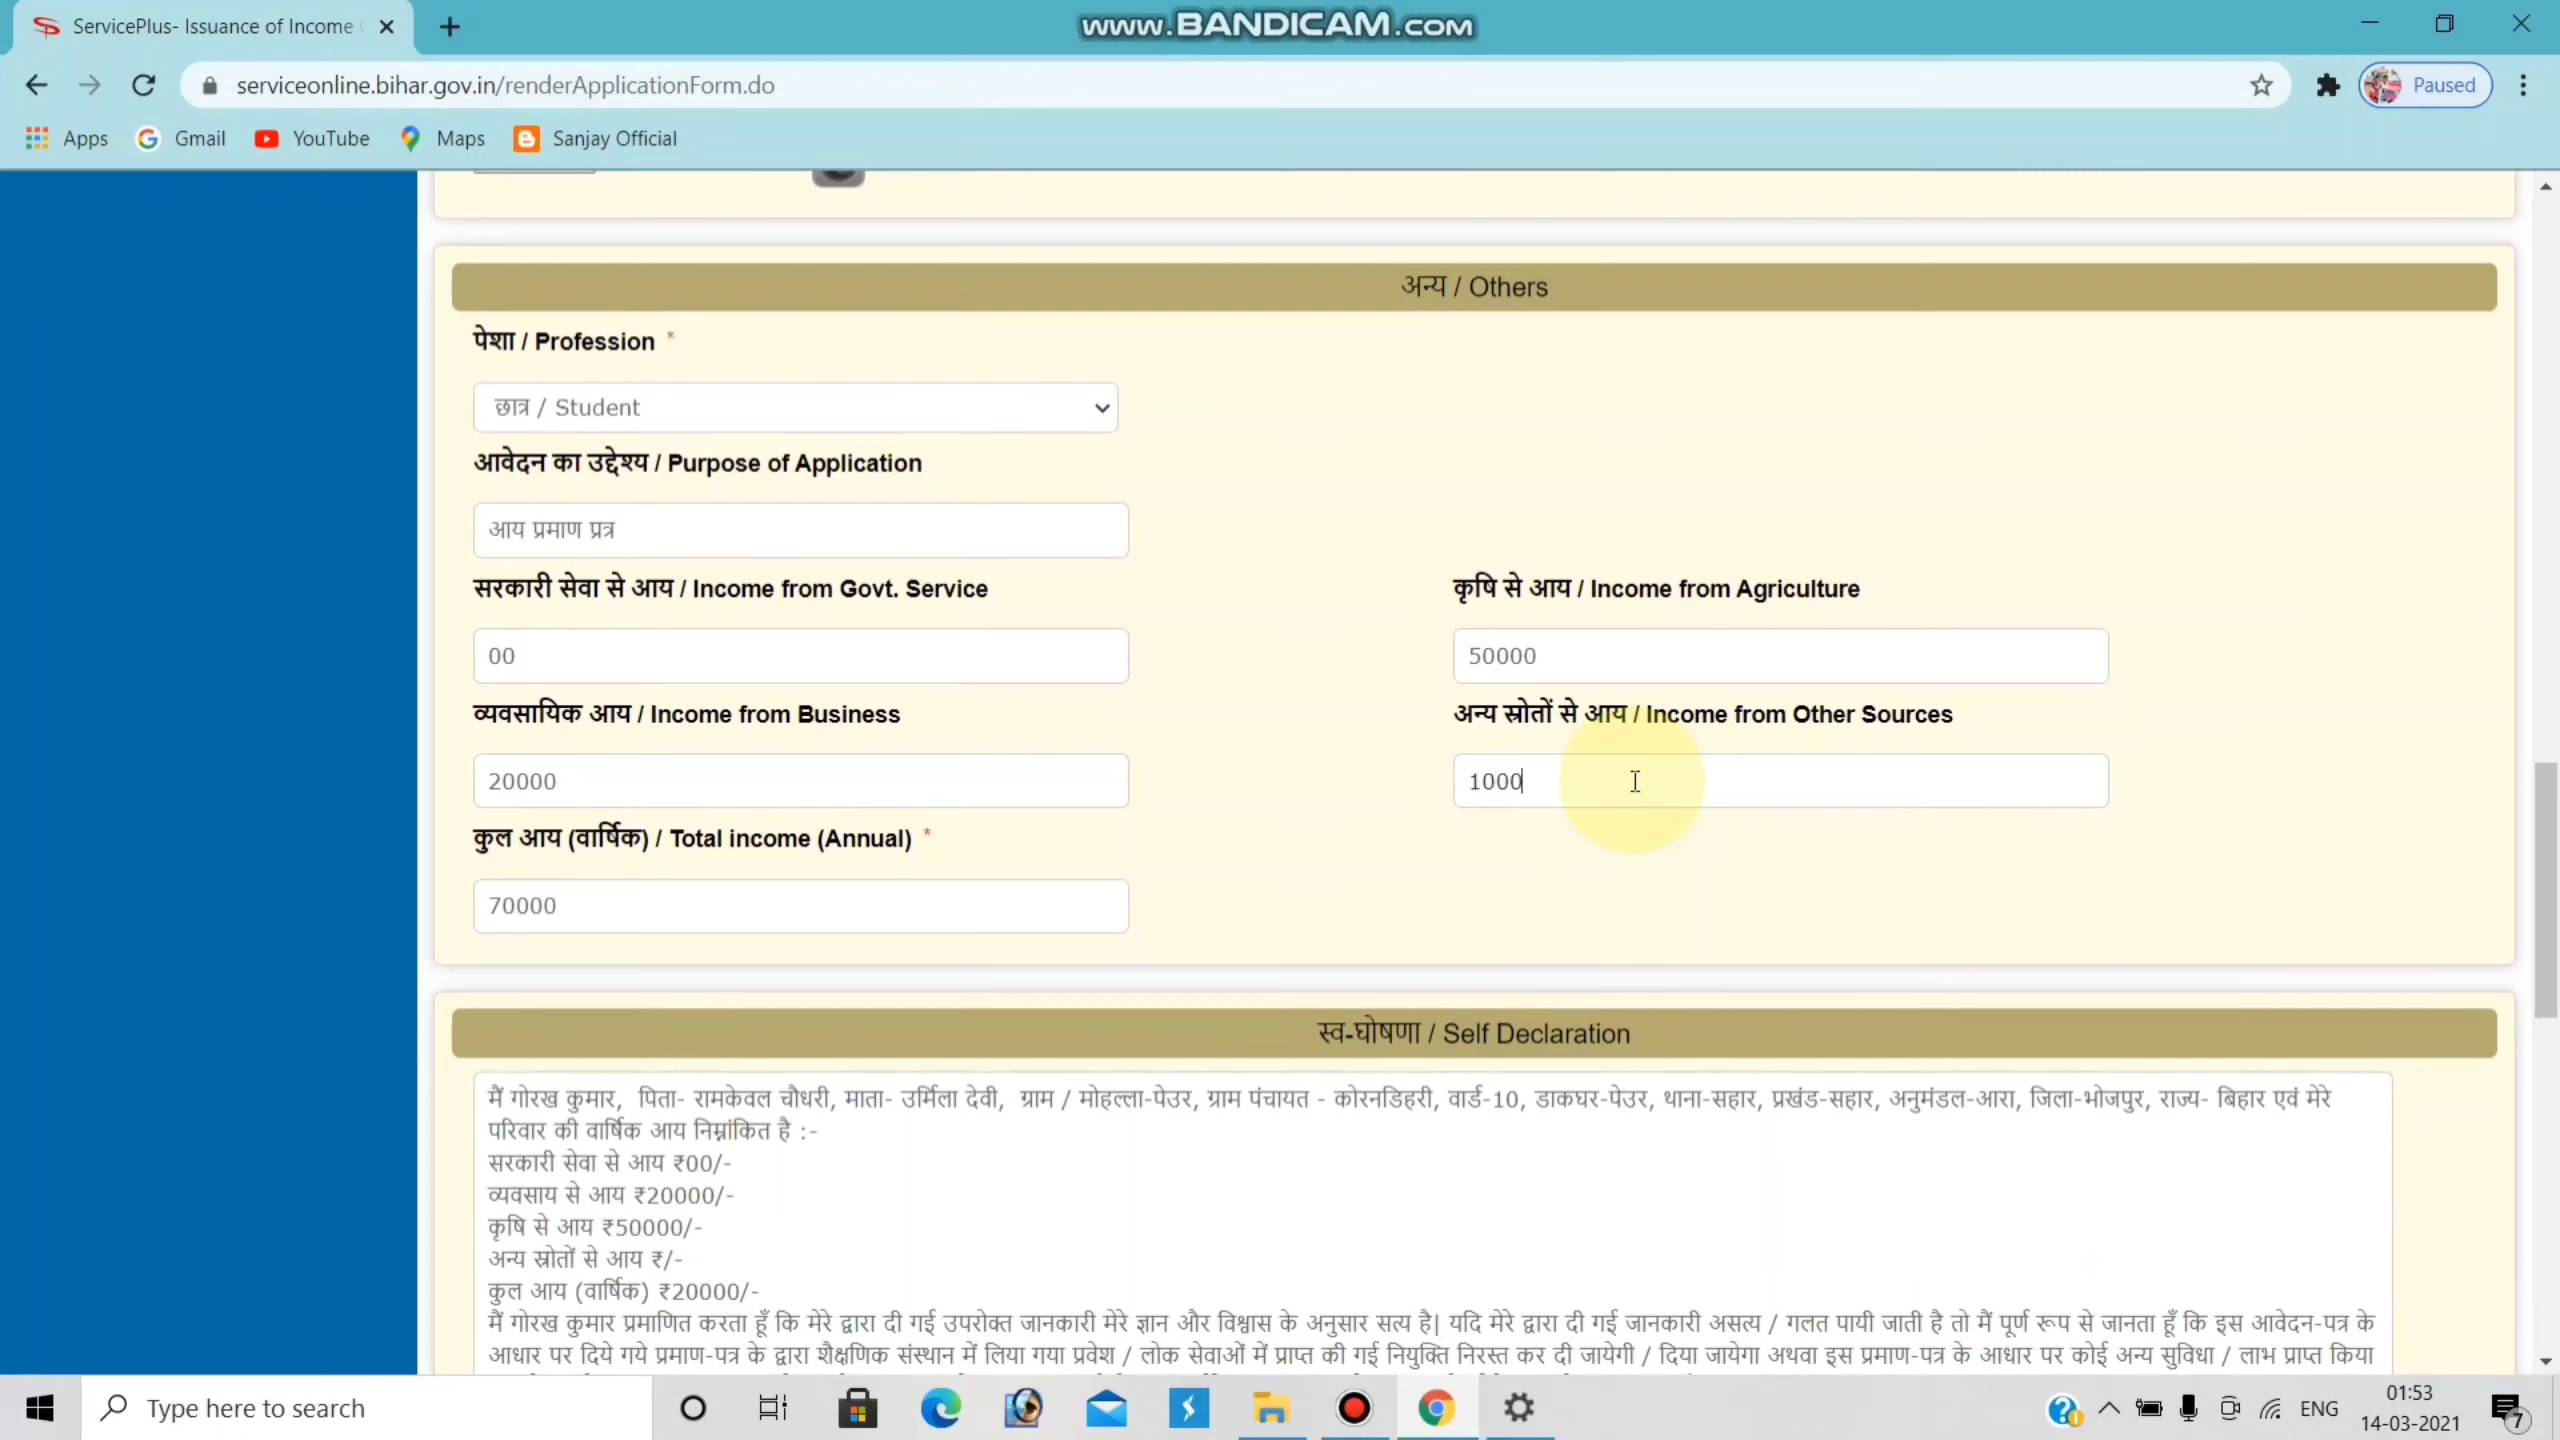 ServicePlus- Issuance of Income
www.BANDICAM.com
serviceonline.bihar.gov.in/renderApplicationForm.do
Paused
Apps
Gmail
YouTube
Maps
Sanjay Official
अन्य / Others
पेशा / Profession *
छात्र / Student
आवेदन का उद्देश्य / Purpose of Application
आय प्रमाण प्रत्र
सरकारी सेवा से आय / Income from Govt. Service
कृषि से आय / Income from Agriculture
00
50000
व्यवसायिक आय / Income from Business
अन्य स्रोतों से आय / Income from Other Sources
20000
1000
कुल आय (वार्षिक) / Total income (Annual) *
70000
स्व-घोषणा / Self Declaration
मैं गोरख कुमार, पिता- रामकेवल चौधरी, माता- उर्मिला देवी, ग्राम / मोहल्ला-पेउर, ग्राम पंचायत - कोरनडिहरी, वार्ड-10, डाकघर-पेउर, थाना-सहार, प्रखंड-सहार, अनुमंडल-आरा, जिला-भोजपुर, राज्य- बिहार एवं मेरे
परिवार की वार्षिक आय निम्नांकित है :-
सरकारी सेवा से आय ₹00/-
व्यवसाय से आय ₹20000/-
कृषि से आय ₹50000/-
अन्य स्रोतों से आय ₹/-
कुल आय (वार्षिक) ₹20000/-
मैं गोरख कुमार प्रमाणित करता हूँ कि मेरे द्वारा दी गई उपरोक्त जानकारी मेरे ज्ञान और विश्वास के अनुसार सत्य है| यदि मेरे द्वारा दी गई जानकारी असत्य / गलत पायी जाती है तो मैं पूर्ण रूप से जानता हूँ कि इस आवेदन-पत्र के
आधार पर दिये गये प्रमाण-पत्र के द्वारा शैक्षणिक संस्थान में लिया गया प्रवेश / लोक सेवाओं में प्राप्त की गई नियुक्ति निरस्त कर दी जायेगी / दिया जायेगा अथवा इस प्रमाण-पत्र के आधार पर कोई अन्य सुविधा / लाभ प्राप्त किया
Type here to search
ENG
01:53
14-03-2021
7